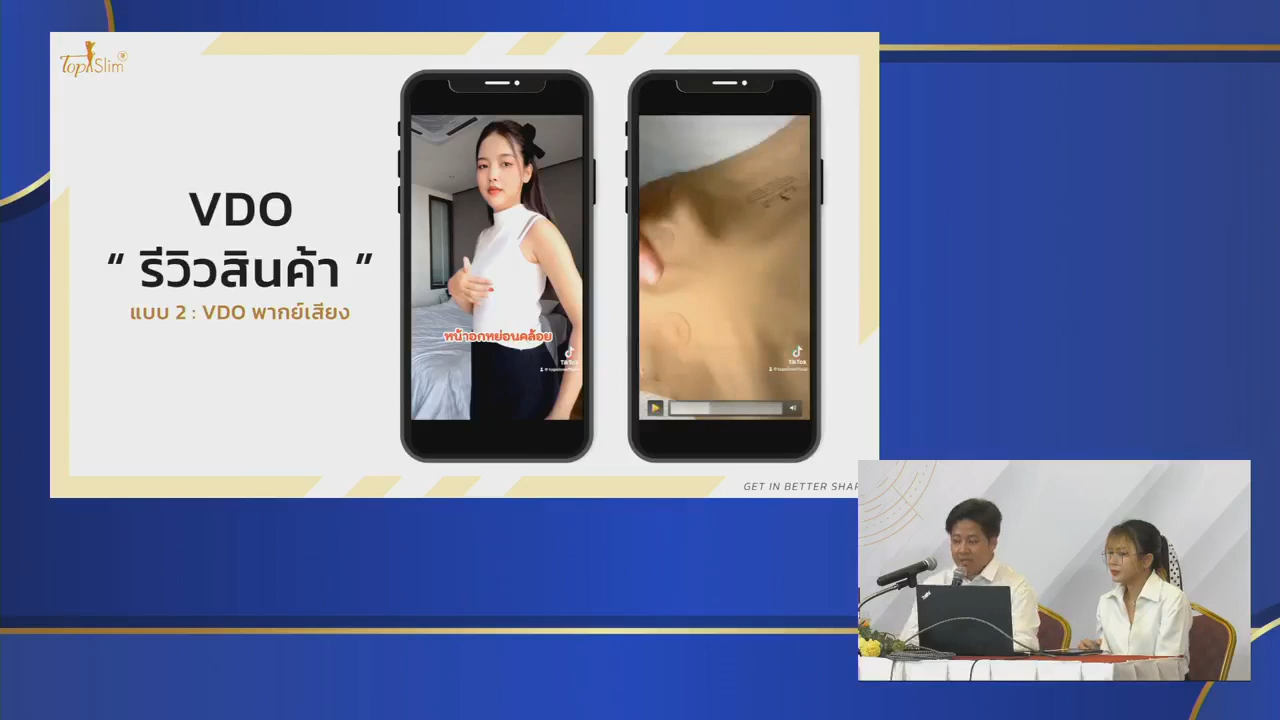 Top Slim
VDO
“ รีวิวสินค้า ”
แบบ 2 : VDO พากย์เสียง
หน้าอกหย่อนคล้อย
TikTok
TikTok
GET IN BETTER SHAP